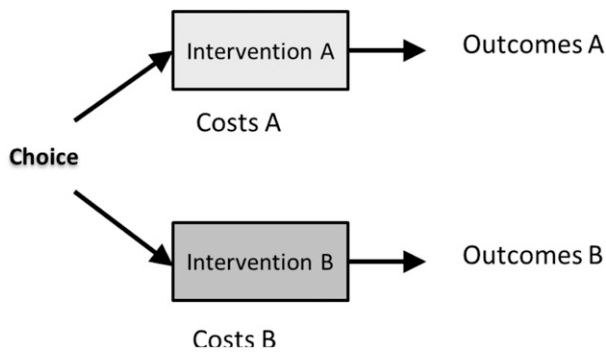 Intervention A
Outcomes A
Costs A
Choice
Intervention B
Outcomes B
Costs B